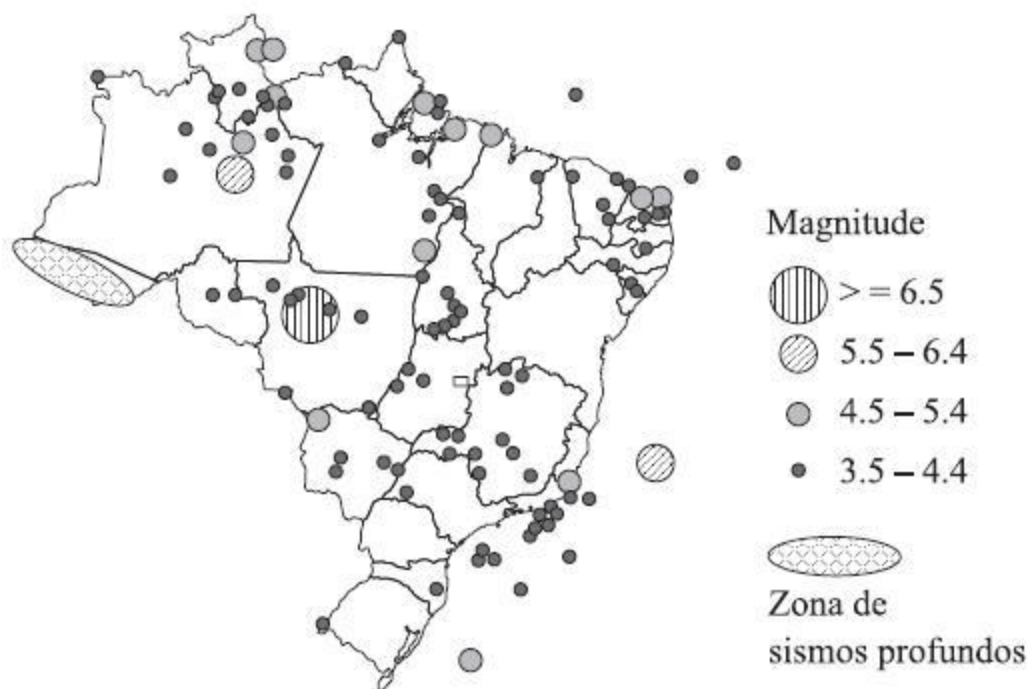 Magnitude
> = 6.5
5.5 – 6.4
4.5 – 5.4
3.5 – 4.4
Zona de
sismos profundos